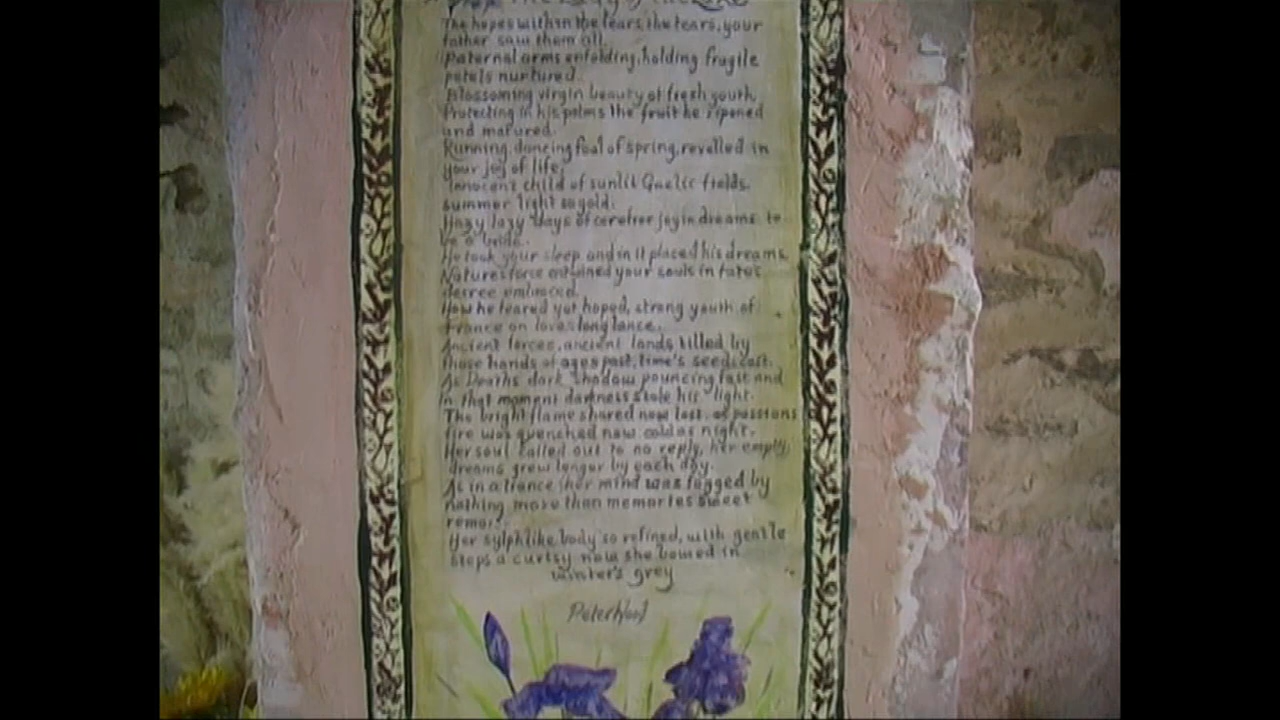 The Lady of the Lake
The hopes within the tears the tears, your
father saw them all.
Paternal arms enfolding, holding fragile
petals nurtured.
Blossoming virgin beauty of fresh youth,
Protecting in his palms the fruit he ripened
and matured.
Running, dancing foal of spring, revelled in
your joy of life,
Innocent child of sunlit Gaelic fields,
summer light so gold.
Hazy lazy days of carefree joy in dreams to
be a bride.
He took your sleep and in it placed his dreams,
Natures force entwined your souls in fate's
decree embraced.
How he feared yet hoped, strong youth of
France on loves long lance.
Ancient forces, ancient lands tilled by
those hands of ages past, time's seeds cast.
As Deaths dark shadow pouncing fast and
in that moment darkness stole his light.
The bright flame shared now lost, of passions
fire was quenched now cold as night.
Her soul called out to no reply, her empty
dreams grew longer by each day.
As in a trance her mind was fogged by
nothing more than memories sweet
Her sylphlike body so refined, with gentle
steps a curtsy now she bowed in
winter's grey